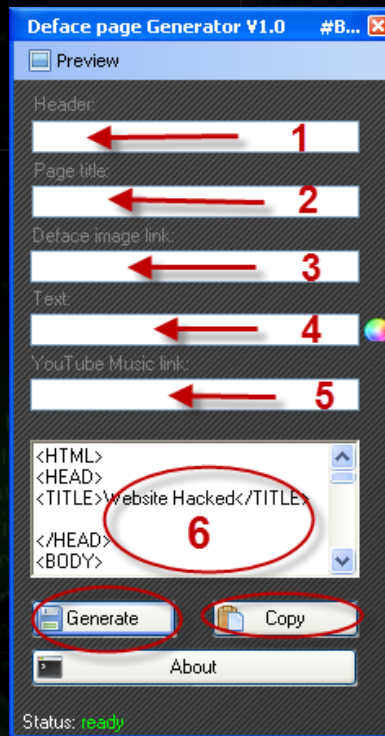 Deface page Generator V1.0 #B...
Preview
Header:
1
Page title:
2
Deface image link:
3
Text:
4
YouTube Music link:
5
<HTML>
<HEAD>
<TITLE>Website Hacked</TITLE>
</HEAD>
6
<BODY>
Generate Copy
About
Status: ready